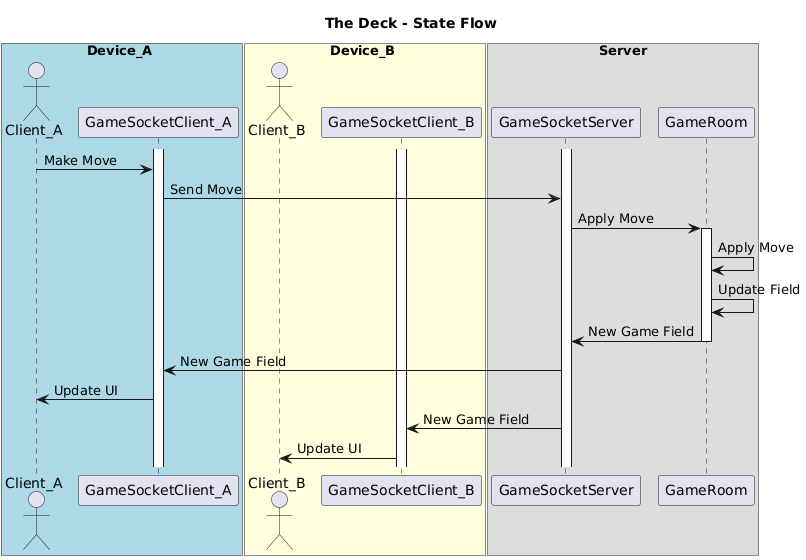 The Deck - State Flow
Device_A
Device_B
Server
Client_A
GameSocketClient_A
Client_B
GameSocketClient_B
GameSocketServer
GameRoom
Make Move
Send Move
Apply Move
Apply Move
Update Field
New Game Field
New Game Field
Update UI
New Game Field
Update UI
Client_A
GameSocketClient_A
Client_B
GameSocketClient_B
GameSocketServer
GameRoom